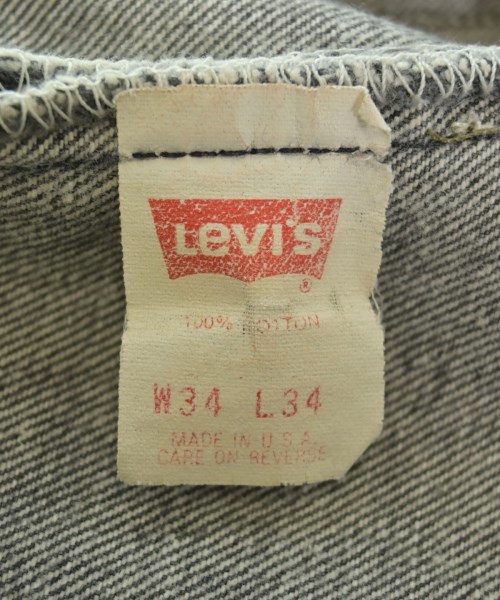 Levi's
®
100% COTTON
W34 L34
MADE IN U.S.A.
CARE ON REVERSE